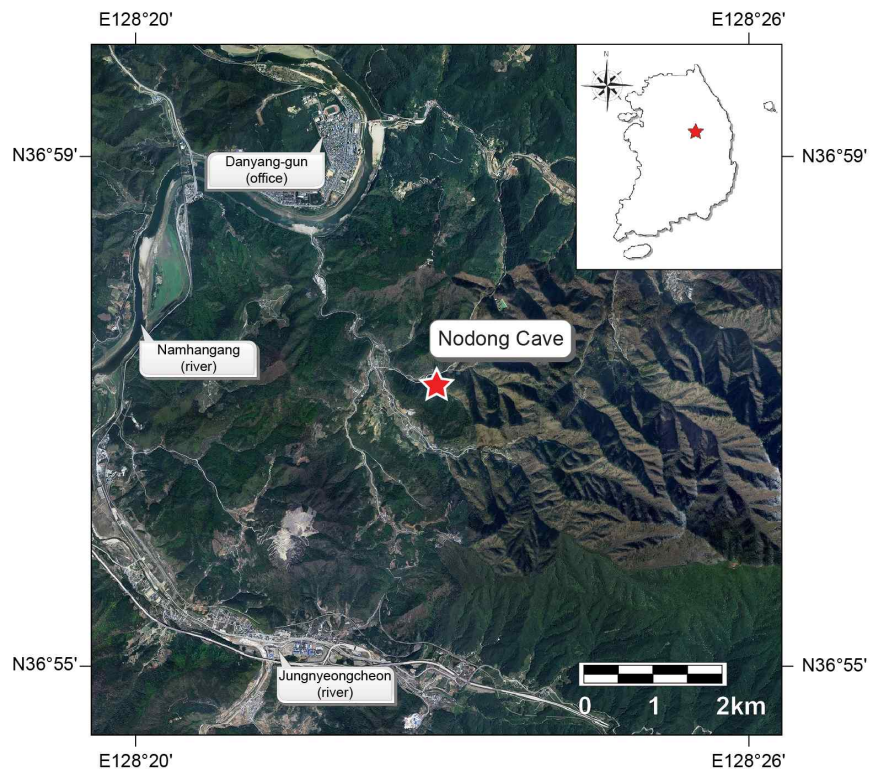 E128°20'
E128°26'
N
N36°59'
N36°59'
Danyang-gun
(office)
Nodong Cave
Namhangang
(river)
N36°55'
N36°55'
Jungnyeongcheon
(river)
0 1 2km
E128°20'
E128°26'